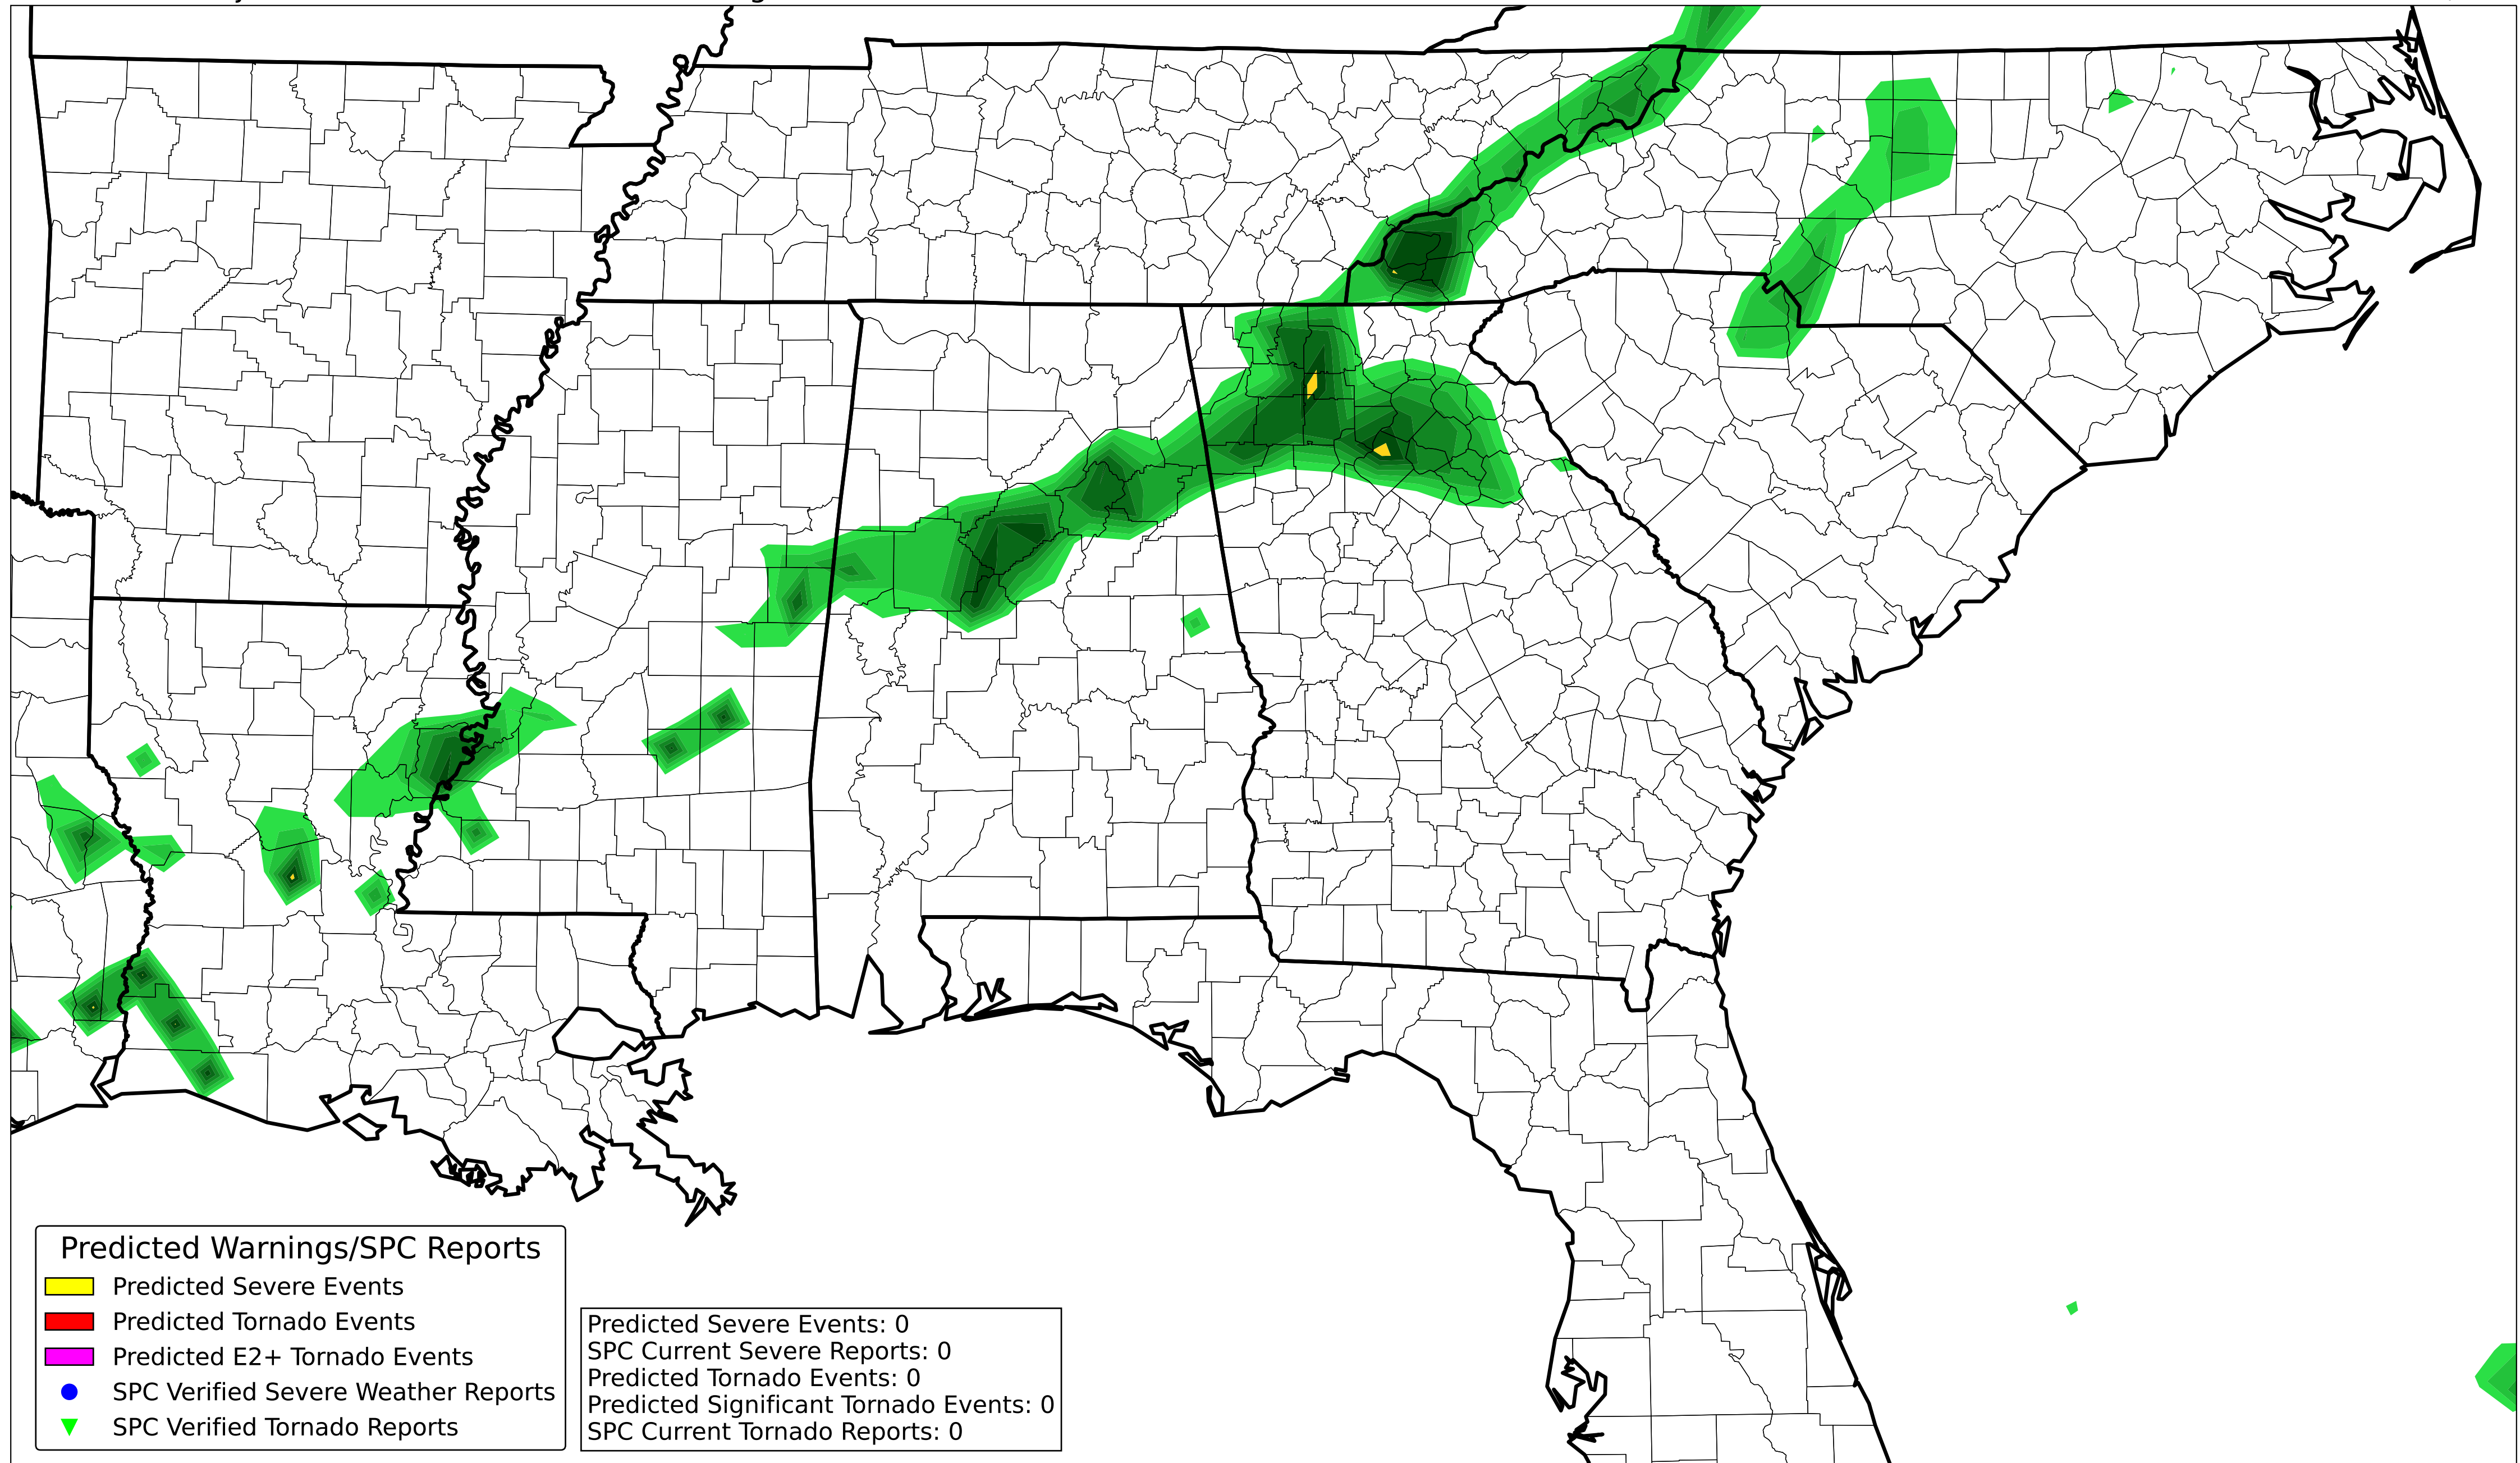 Predicted Warnings/SPC Reports
Predicted Severe Events
Predicted Tornado Events
Predicted E2+ Tornado Events
SPC Verified Severe Weather Reports
SPC Verified Tornado Reports
Predicted Severe Events: 0
SPC Current Severe Reports: 0
Predicted Tornado Events: 0
Predicted Significant Tornado Events: 0
SPC Current Tornado Reports: 0